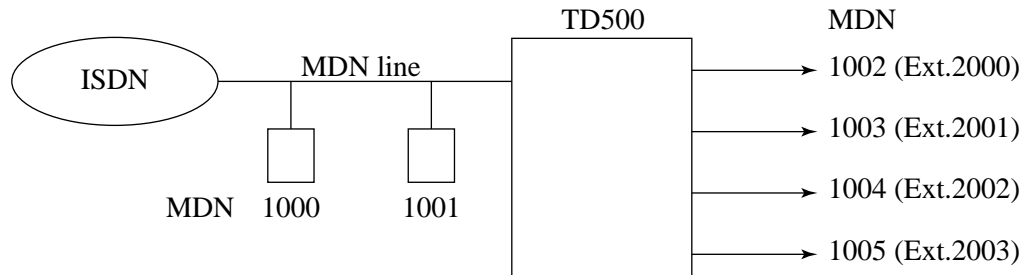 TD500 MDN
ISDN MDN line 1002 (Ext.2000)
1003 (Ext.2001)
1004 (Ext.2002)
MDN 1000 1001
1005 (Ext.2003)